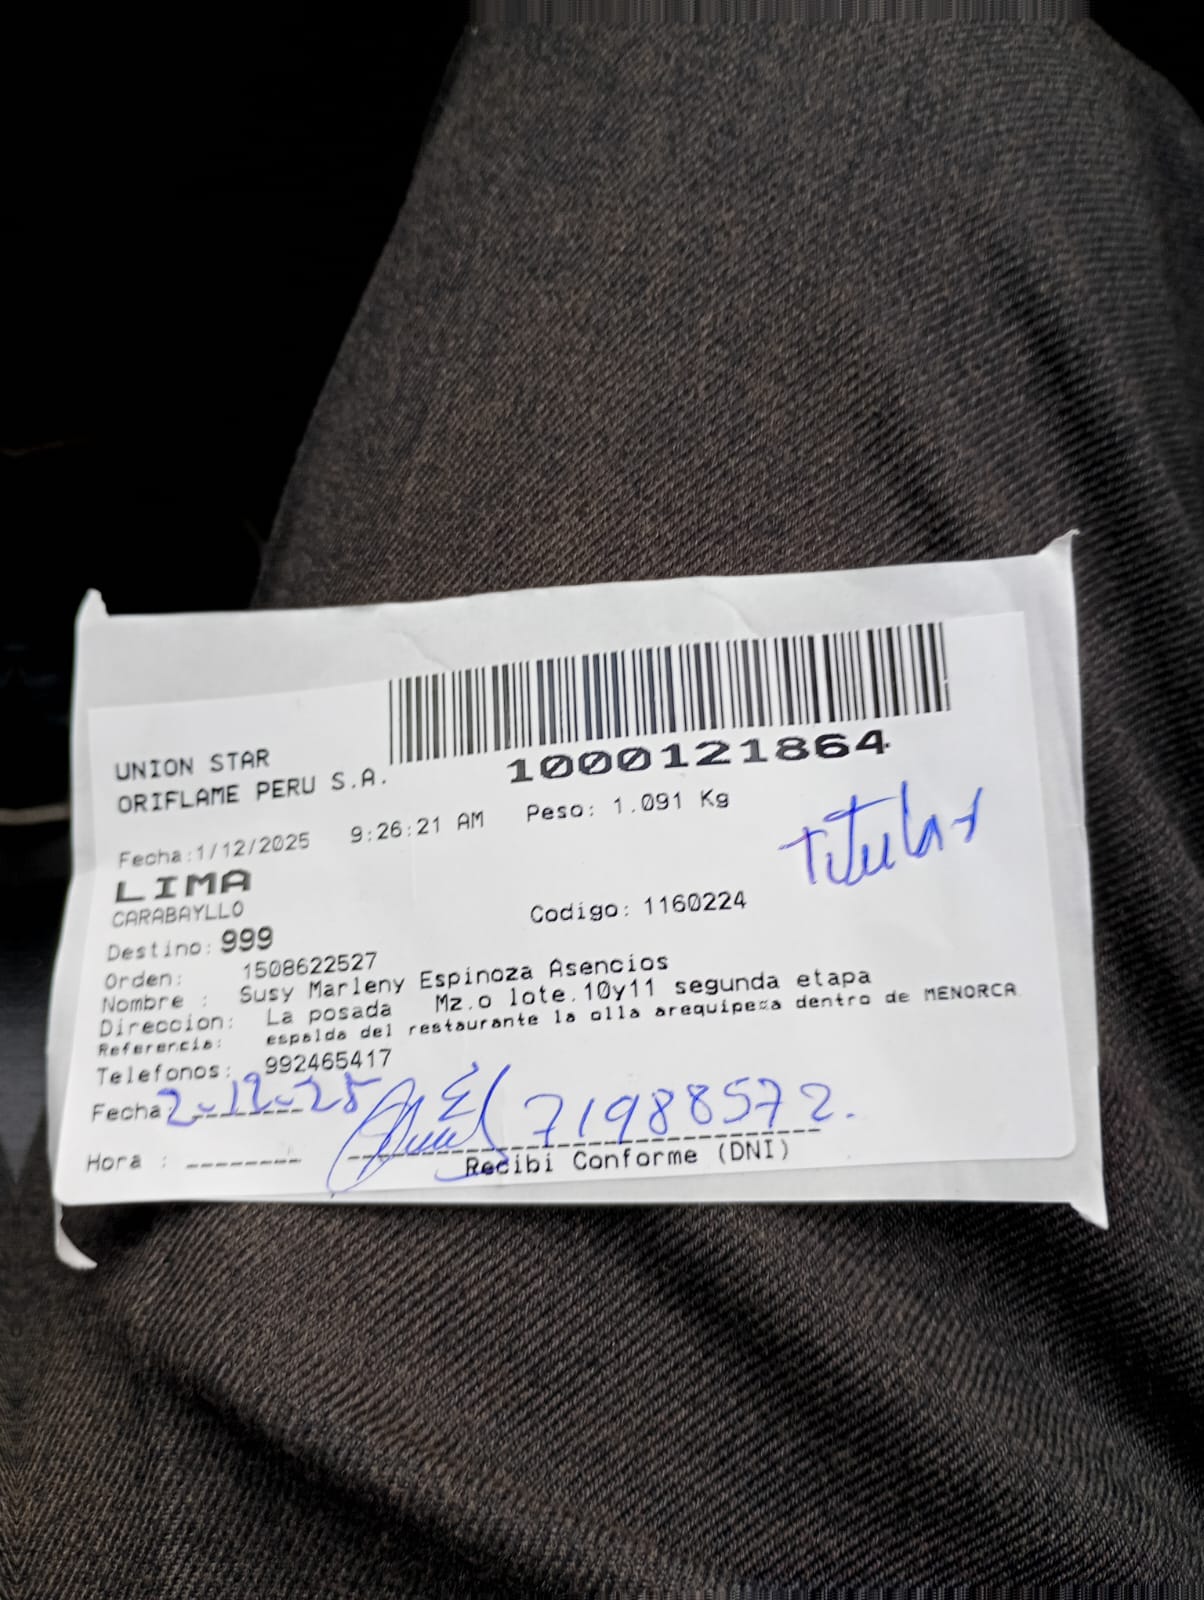 1000121864
UNION STAR
ORIFLAME PERU S.A.
Fecha:1/12/2025 9:26:21 AM Peso: 1.091 Kg
Titular
LIMA
CARABAYLLO
Destino: 999 Codigo: 1160224
Orden: 1508622527
Nombre : Susy Marleny Espinoza Asencios
Direccion: La posada Mz.o lote.10y11 segunda etapa
Referencia: espalda del restaurante la olla arequipeza dentro de MENORCA
Telefonos: 992465417
Fecha: 2-12-25 71988572.
Hora : --------
Recibi Conforme (DNI)